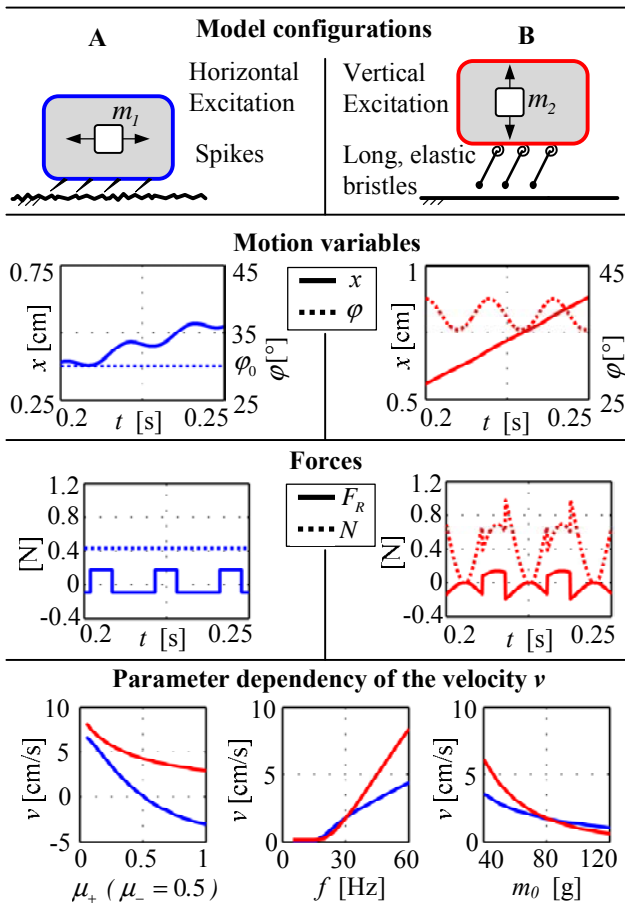 A Model configurations B
Horizontal
Excitation
Vertical
Excitation
m₁
m₂
Spikes
Long, elastic
bristles
Motion variables
0.75
45
x
φ
1
45
x [cm]
35
φ₀
φ[°]
x [cm]
35
φ[°]
0.25
25
0.5
25
0.2 t [s] 0.25
0.2 t [s] 0.25
Forces
1.2
0.8
0.4
0
-0.4
[N]
F_R
N
1.2
0.8
0.4
0
-0.4
[N]
0.2 t [s] 0.25
0.2 t [s] 0.25
Parameter dependency of the velocity v
10
5
0
-5
v [cm/s]
0 0.5 1
μ₊ ( μ₋ = 0.5 )
10
5
0
v [cm/s]
0 30 60
f [Hz]
10
5
0
v [cm/s]
40 80 120
m₀ [g]